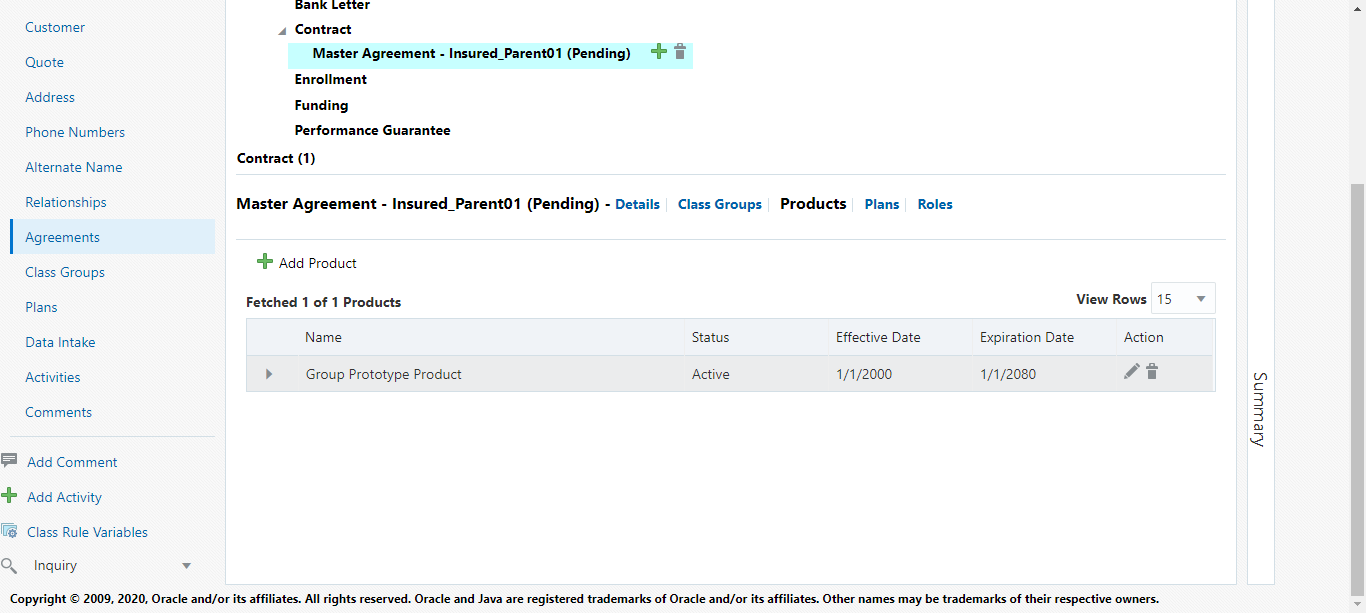 Customer
Quote
Address
Phone Numbers
Alternate Name
Relationships
Agreements
Class Groups
Plans
Data Intake
Activities
Comments
Add Comment
Add Activity
Class Rule Variables
Inquiry
Bank Letter
Contract
Master Agreement - Insured_Parent01 (Pending)
Enrollment
Funding
Performance Guarantee
Contract (1)
Master Agreement - Insured_Parent01 (Pending) - Details Class Groups Products Plans Roles
Add Product
Fetched 1 of 1 Products View Rows 15
Name Status Effective Date Expiration Date Action
Group Prototype Product Active 1/1/2000 1/1/2080
Summary
Copyright © 2009, 2020, Oracle and/or its affiliates. All rights reserved. Oracle and Java are registered trademarks of Oracle and/or its affiliates. Other names may be trademarks of their respective owners.